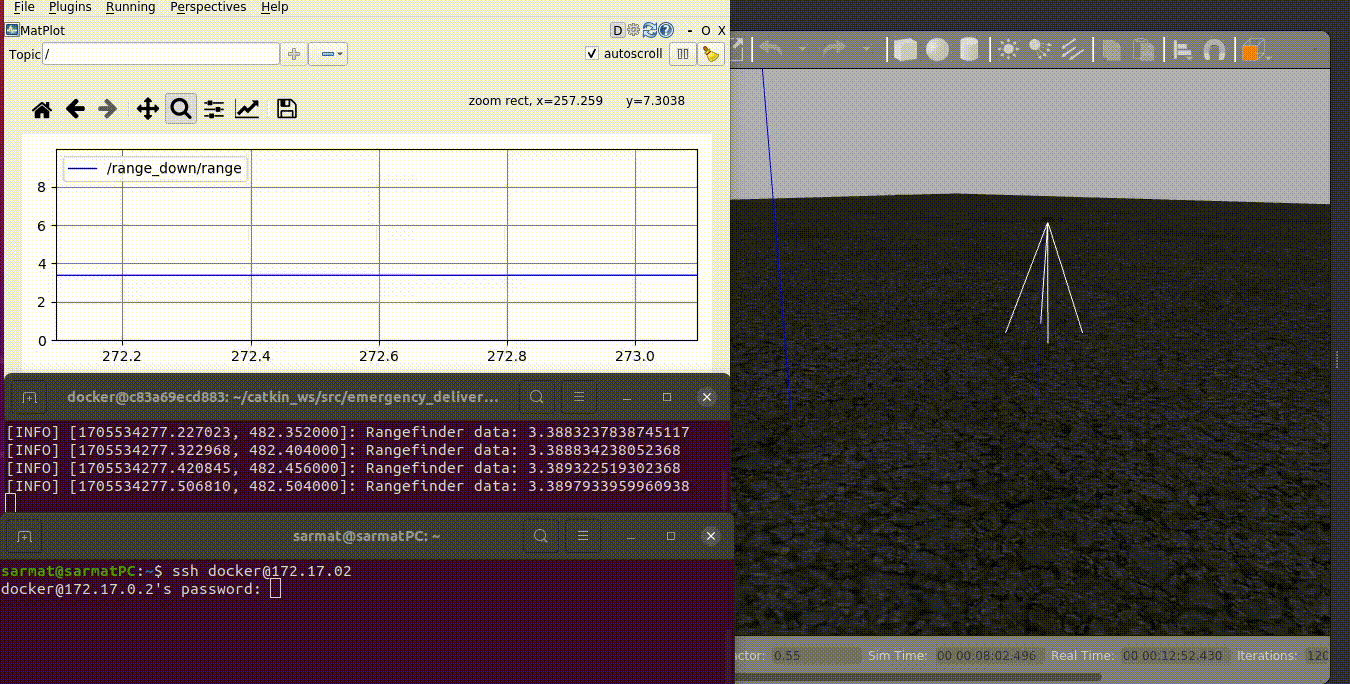 File Plugins Running Perspectives Help
MatPlot D - O X
Topic / autoscroll
zoom rect, x=257.259 y=7.3038
/range_down/range
8
6
4
2
0
272.2 272.4 272.6 272.8 273.0
docker@c83a69ecd883: ~/catkin_ws/src/emergency_deliver...
[INFO] [1705534277.227023, 482.352000]: Rangefinder data: 3.3883237838745117
[INFO] [1705534277.322968, 482.404000]: Rangefinder data: 3.388834238052368
[INFO] [1705534277.420845, 482.456000]: Rangefinder data: 3.389322519302368
[INFO] [1705534277.506810, 482.504000]: Rangefinder data: 3.3897933959960938
sarmat@sarmatPC: ~
sarmat@sarmatPC:~$ ssh docker@172.17.02
docker@172.17.0.2's password:
ctor: 0.55 Sim Time: 00 00:08:02.496 Real Time: 00 00:12:52.430 Iterations: 120